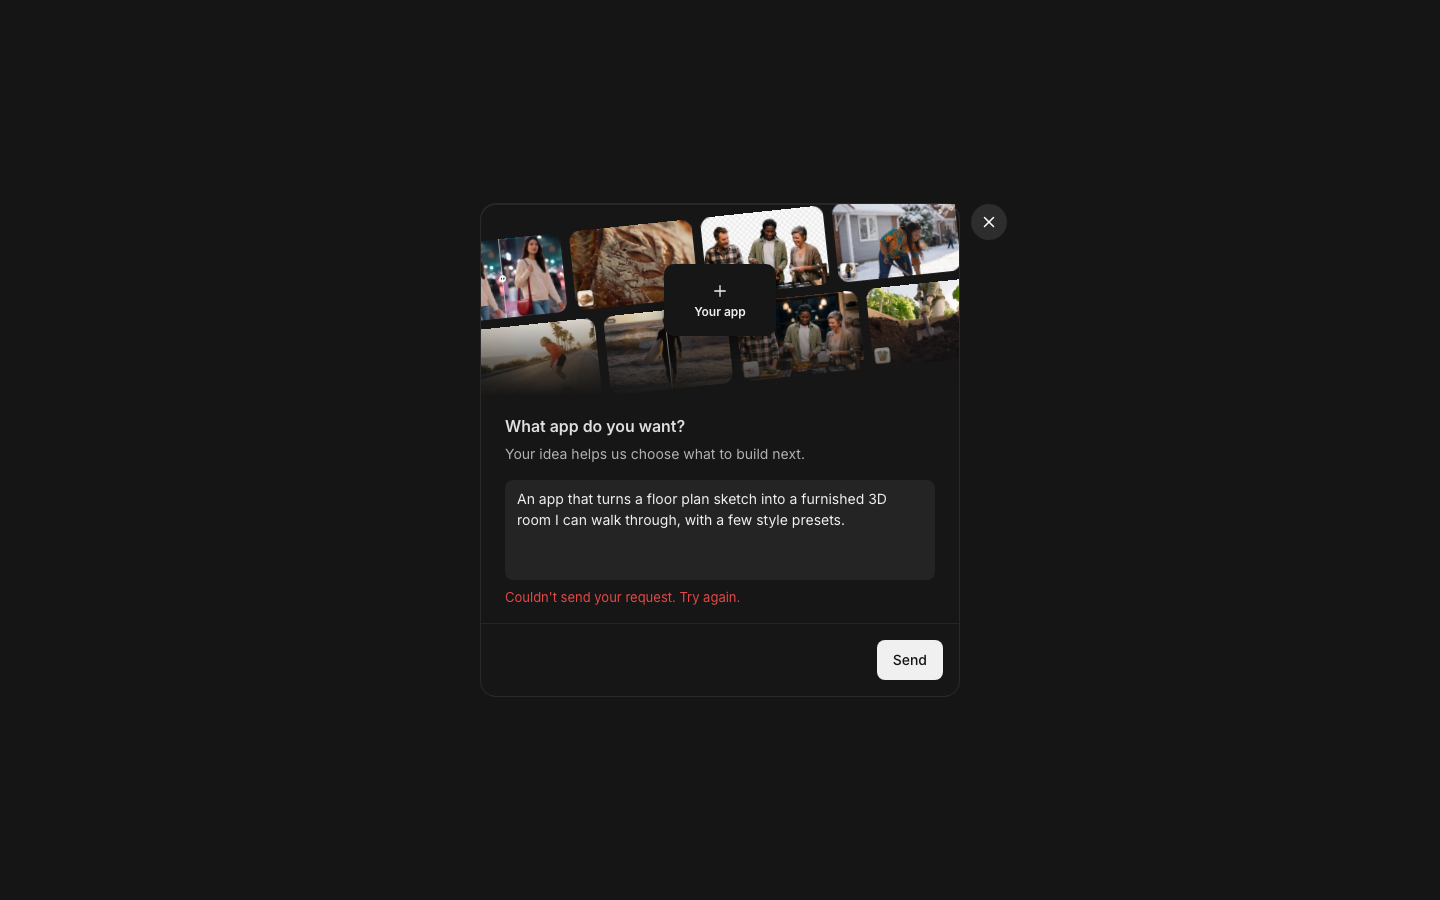 Your app
What app do you want?
Your idea helps us choose what to build next.
An app that turns a floor plan sketch into a furnished 3D
room I can walk through, with a few style presets.
Couldn't send your request. Try again.
Send